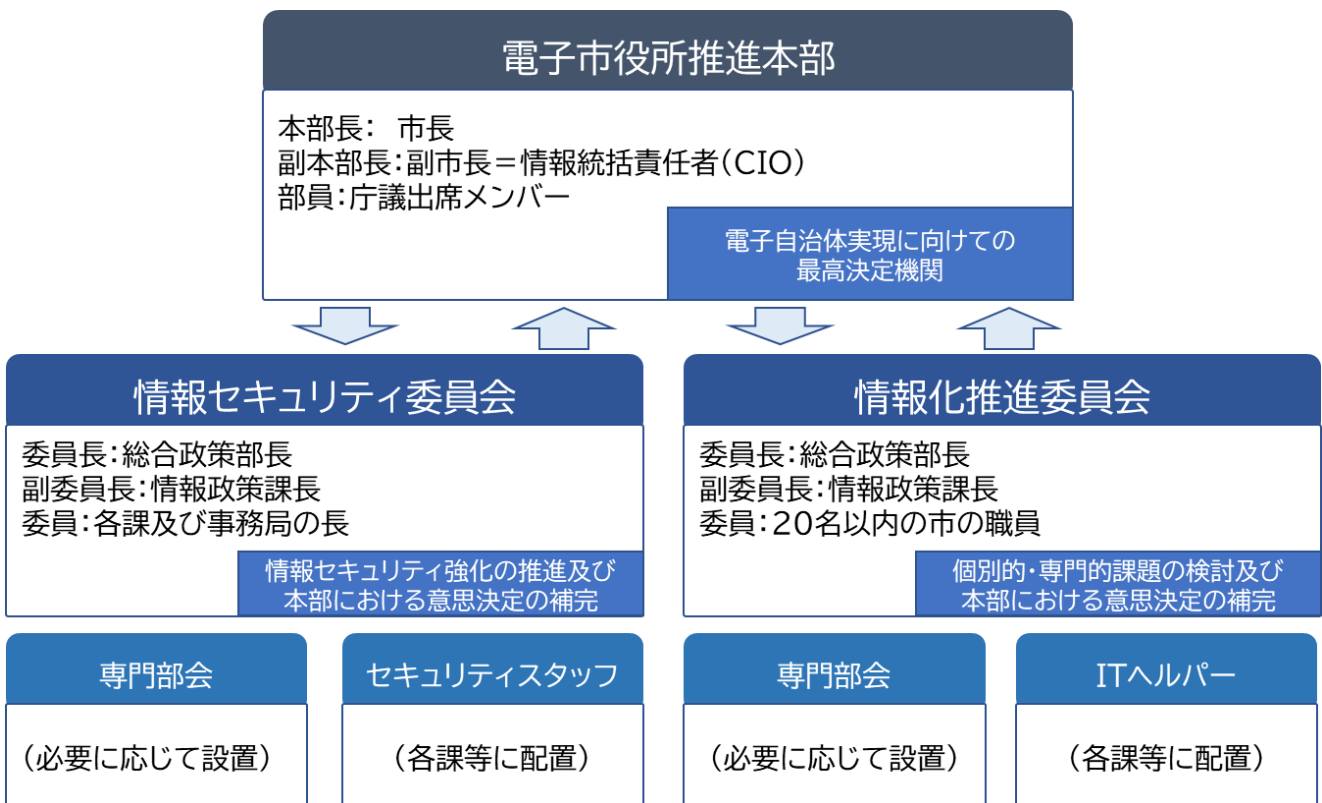 電子市役所推進本部
本部長：　市長
副本部長：副市長＝情報統括責任者（CIO）
部員：庁議出席メンバー
電子自治体実現に向けての
最高決定機関
情報セキュリティ委員会
委員長：総合政策部長
副委員長：情報政策課長
委員：各課及び事務局の長
情報セキュリティ強化の推進及び
本部における意思決定の補完
情報化推進委員会
委員長：総合政策部長
副委員長：情報政策課長
委員：20名以内の市の職員
個別的・専門的課題の検討及び
本部における意思決定の補完
専門部会
（必要に応じて設置）
セキュリティスタッフ
（各課等に配置）
専門部会
（必要に応じて設置）
ITヘルパー
（各課等に配置）